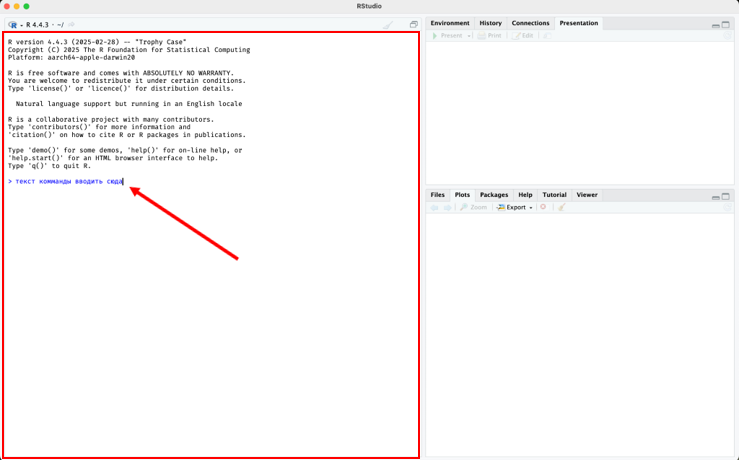 RStudio
R 4.4.3 · ~/
R version 4.4.3 (2025-02-28) -- "Trophy Case"
Copyright (C) 2025 The R Foundation for Statistical Computing
Platform: aarch64-apple-darwin20
R is free software and comes with ABSOLUTELY NO WARRANTY.
You are welcome to redistribute it under certain conditions.
Type 'license()' or 'licence()' for distribution details.
Natural language support but running in an English locale
R is a collaborative project with many contributors.
Type 'contributors()' for more information and
'citation()' on how to cite R or R packages in publications.
Type 'demo()' for some demos, 'help()' for on-line help, or
'help.start()' for an HTML browser interface to help.
Type 'q()' to quit R.
> текст комманды вводить сюда
Environment History Connections Presentation
Present Print Edit
Files Plots Packages Help Tutorial Viewer
Zoom Export